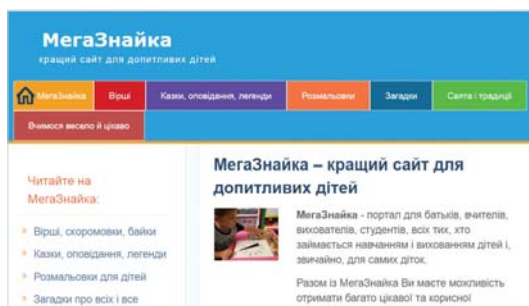 МегаЗнайка
кращий сайт для допитливих дітей
МегаЗнайка
Вірші
Казки, оповідання, легенди
Розмальовки
Загадки
Свята і традиції
Вчимося весело й цікаво
Читайте на
МегаЗнайка:
Вірші, скоромовки, байки
Казки, оповідання, легенди
Розмальовки для дітей
Загадки про всіх і все
МегаЗнайка – кращий сайт для
допитливих дітей
МегаЗнайка - портал для батьків, вчителів,
вихователів, студентів, всіх тих, хто
займається навчанням і вихованням дітей і,
звичайно, для самих діток.
Разом із МегаЗнайка Ви маєте можливість
отримати багато цікавої та корисної